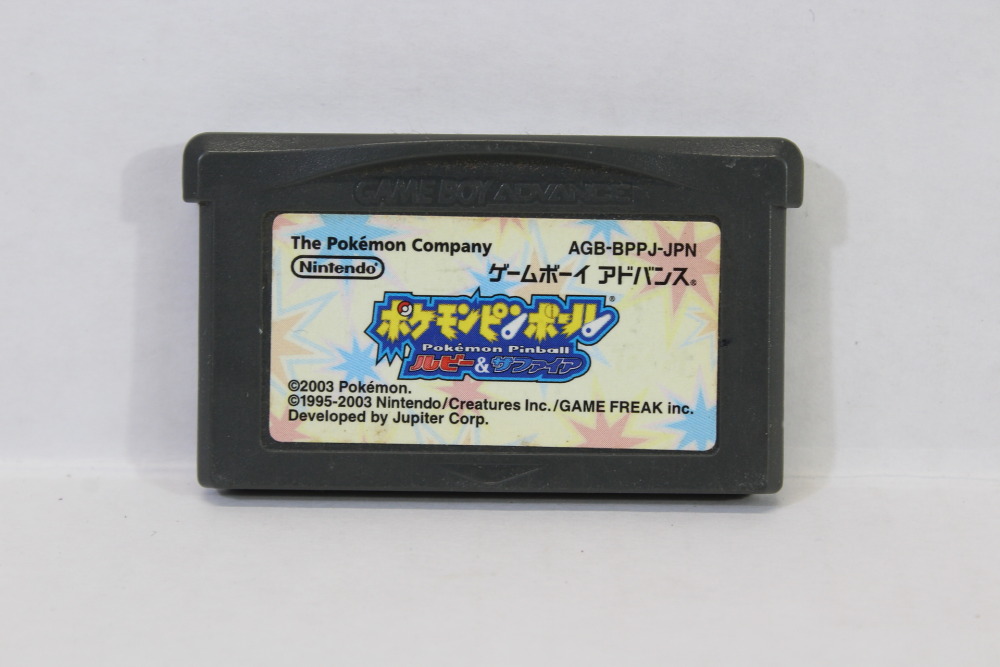 GAME BOY ADVANCE
The Pokémon Company
AGB-BPPJ-JPN
Nintendo®
ゲームボーイ アドバンス®
ポケモンピンボール®
Pokémon Pinball
ルビー&サファイア
©2003 Pokémon.
©1995-2003 Nintendo/Creatures Inc./GAME FREAK inc.
Developed by Jupiter Corp.